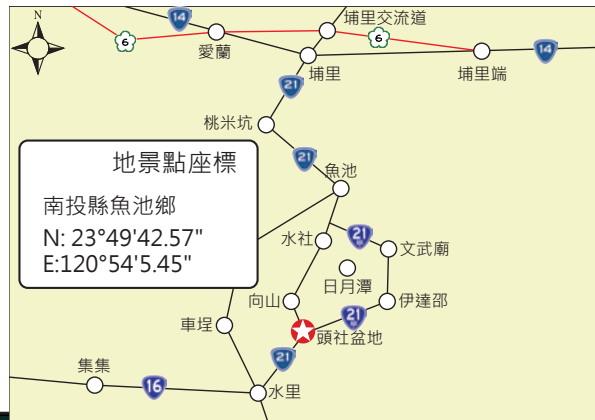 N
14
埔里交流道
6
愛蘭
6
埔里
埔里端
14
21
桃米坑
21
地景點座標
魚池
南投縣魚池鄉
N: 23°49'42.57"
E:120°54'5.45"
水社
21
文武廟
日月潭
向山
伊達邵
21
車埕
頭社盆地
21
集集
16
水里